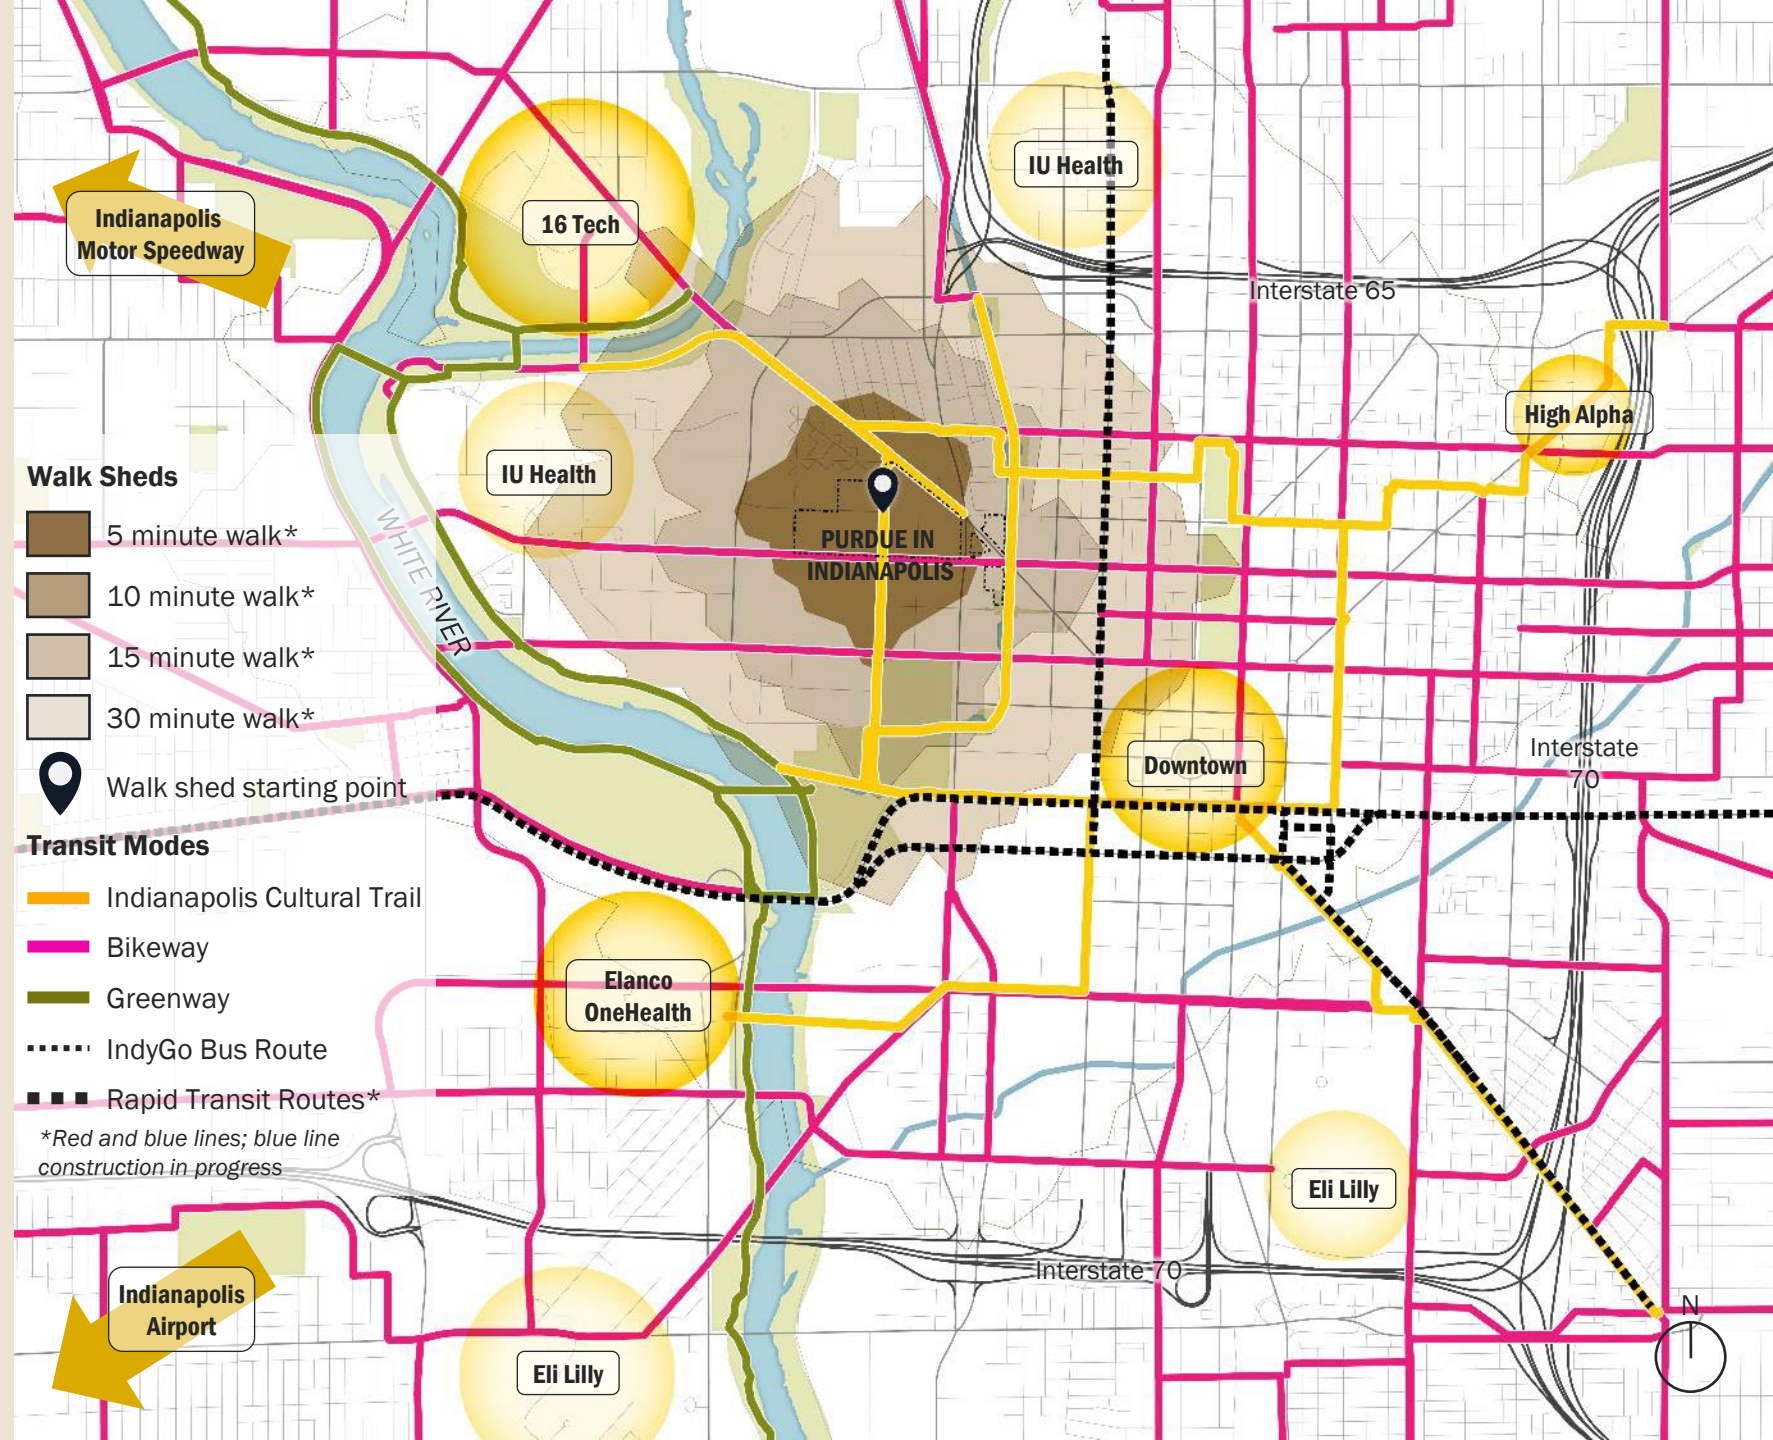 IU Health
16 Tech
Indianapolis
Motor Speedway
Interstate 65
High Alpha
IU Health
Walk Sheds
5 minute walk*
10 minute walk*
15 minute walk*
30 minute walk*
Walk shed starting point
WHITE RIVER
PURDUE IN
INDIANAPOLIS
Downtown
Interstate
70
Transit Modes
Indianapolis Cultural Trail
Bikeway
Greenway
IndyGo Bus Route
Rapid Transit Routes*
*Red and blue lines; blue line
construction in progress
Elanco
OneHealth
Eli Lilly
Interstate 70
Indianapolis
Airport
Eli Lilly
N